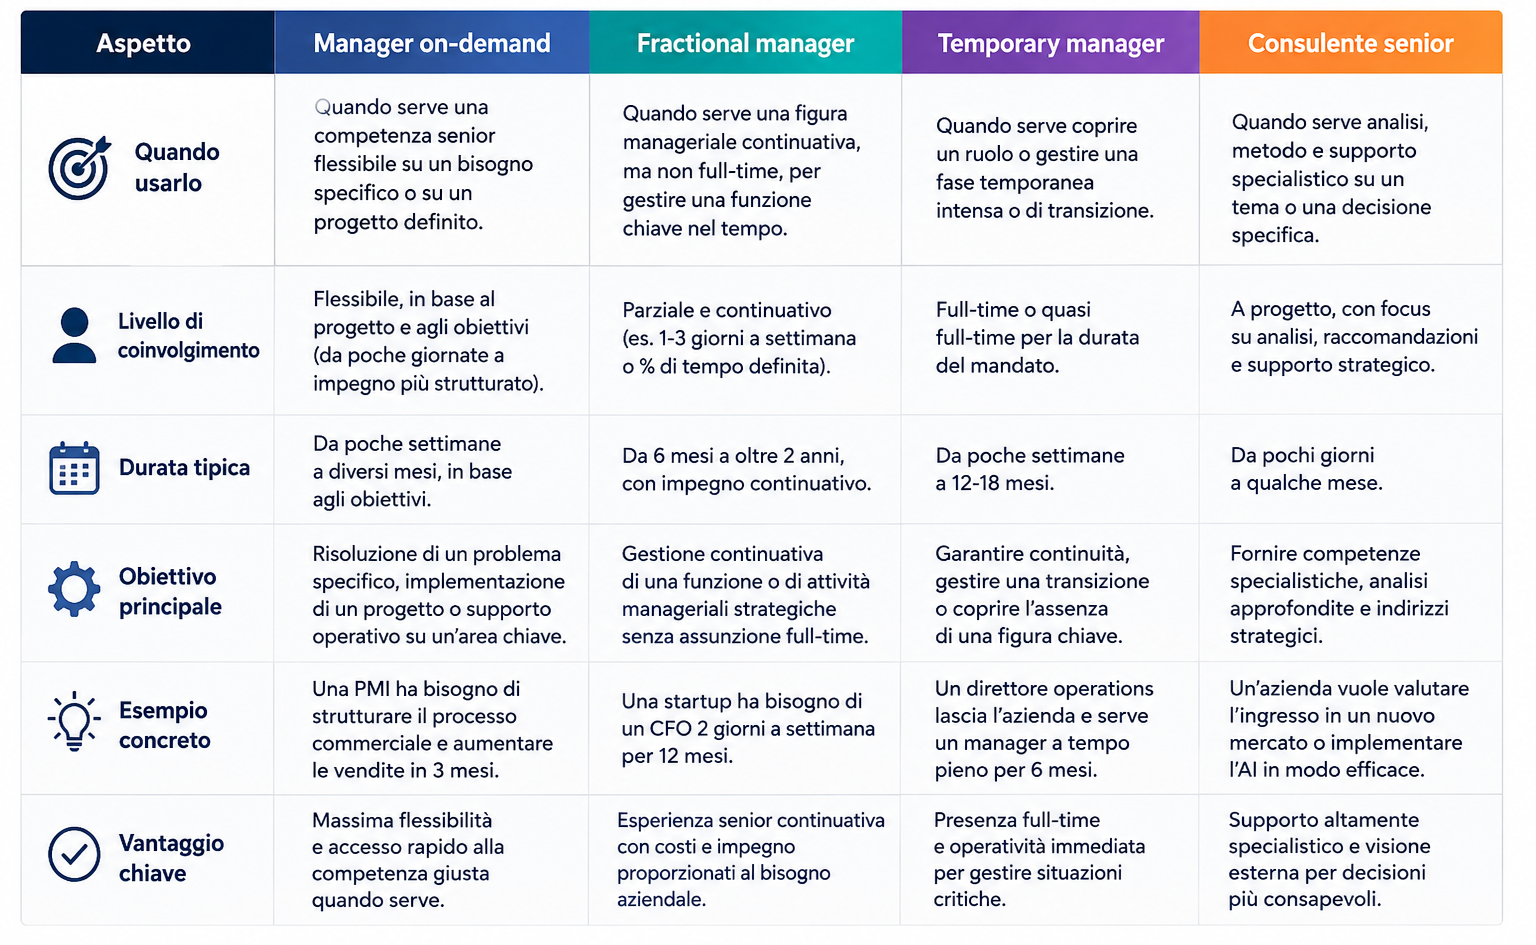 Aspetto
Manager on-demand
Fractional manager
Temporary manager
Consulente senior
Quando
usarlo
Quando serve una
competenza senior
flessibile su un bisogno
specifico o su un
progetto definito.
Quando serve una figura
manageriale continuativa,
ma non full-time, per
gestire una funzione
chiave nel tempo.
Quando serve coprire
un ruolo o gestire una
fase temporanea
intensa o di transizione.
Quando serve analisi,
metodo e supporto
specialistico su un
tema o una decisione
specifica.
Livello di
coinvolgimento
Flessibile, in base al
progetto e agli obiettivi
(da poche giornate a
impegno più strutturato).
Parziale e continuativo
(es. 1-3 giorni a settimana
o % di tempo definita).
Full-time o quasi
full-time per la durata
del mandato.
A progetto, con focus
su analisi, raccomandazioni
e supporto strategico.
Durata tipica
Da poche settimane
a diversi mesi, in base
agli obiettivi.
Da 6 mesi a oltre 2 anni,
con impegno continuativo.
Da poche settimane
a 12-18 mesi.
Da pochi giorni
a qualche mese.
Obiettivo
principale
Risoluzione di un problema
specifico, implementazione
di un progetto o supporto
operativo su un'area chiave.
Gestione continuativa
di una funzione o di attività
manageriali strategiche
senza assunzione full-time.
Garantire continuità,
gestire una transizione
o coprire l'assenza
di una figura chiave.
Fornire competenze
specialistiche, analisi
approfondite e indirizzi
strategici.
Esempio
concreto
Una PMI ha bisogno di
strutturare il processo
commerciale e aumentare
le vendite in 3 mesi.
Una startup ha bisogno di
un CFO 2 giorni a settimana
per 12 mesi.
Un direttore operations
lascia l'azienda e serve
un manager a tempo
pieno per 6 mesi.
Un'azienda vuole valutare
l'ingresso in un nuovo
mercato o implementare
l'AI in modo efficace.
Vantaggio
chiave
Massima flessibilità
e accesso rapido alla
competenza giusta
quando serve.
Esperienza senior continuativa
con costi e impegno
proporzionati al bisogno
aziendale.
Presenza full-time
e operatività immediata
per gestire situazioni
critiche.
Supporto altamente
specialistico e visione
esterna per decisioni
più consapevoli.